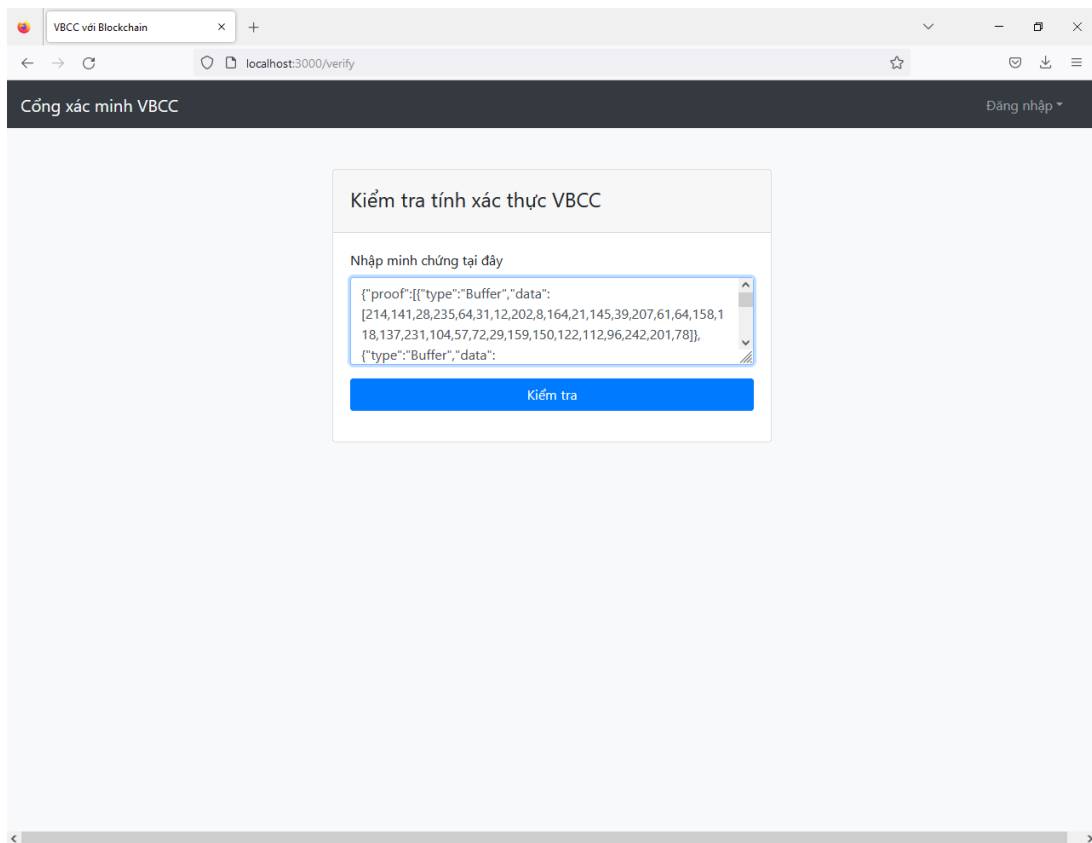 VBCC với Blockchain
localhost:3000/verify
Cổng xác minh VBCC
Đăng nhập
Kiểm tra tính xác thực VBCC
Nhập minh chứng tại đây
{"proof":[{"type":"Buffer","data":
[214,141,28,235,64,31,12,202,8,164,21,145,39,207,61,64,158,1
18,137,231,104,57,72,29,159,150,122,112,96,242,201,78]},
{"type":"Buffer","data":
Kiểm tra